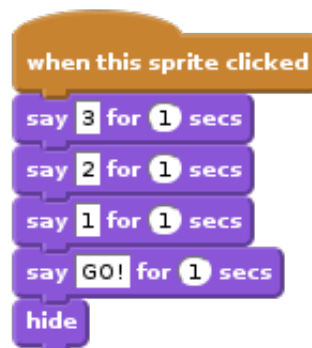 when this sprite clicked
say 3 for 1 secs
say 2 for 1 secs
say 1 for 1 secs
say GO! for 1 secs
hide